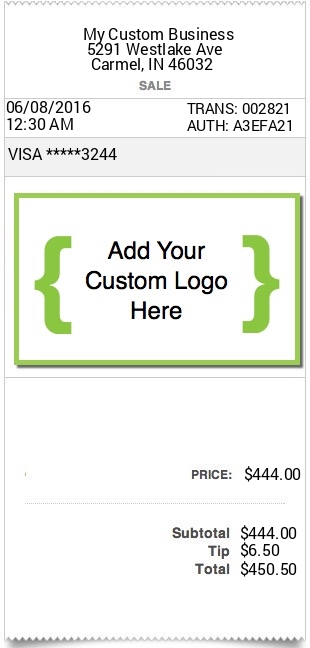 My Custom Business
5291 Westlake Ave
Carmel, IN 46032
SALE
06/08/2016 TRANS: 002821
12:30 AM AUTH: A3EFA21
VISA *****3244
{ Add Your
Custom Logo
Here }
PRICE: $444.00
Subtotal $444.00
Tip $6.50
Total $450.50